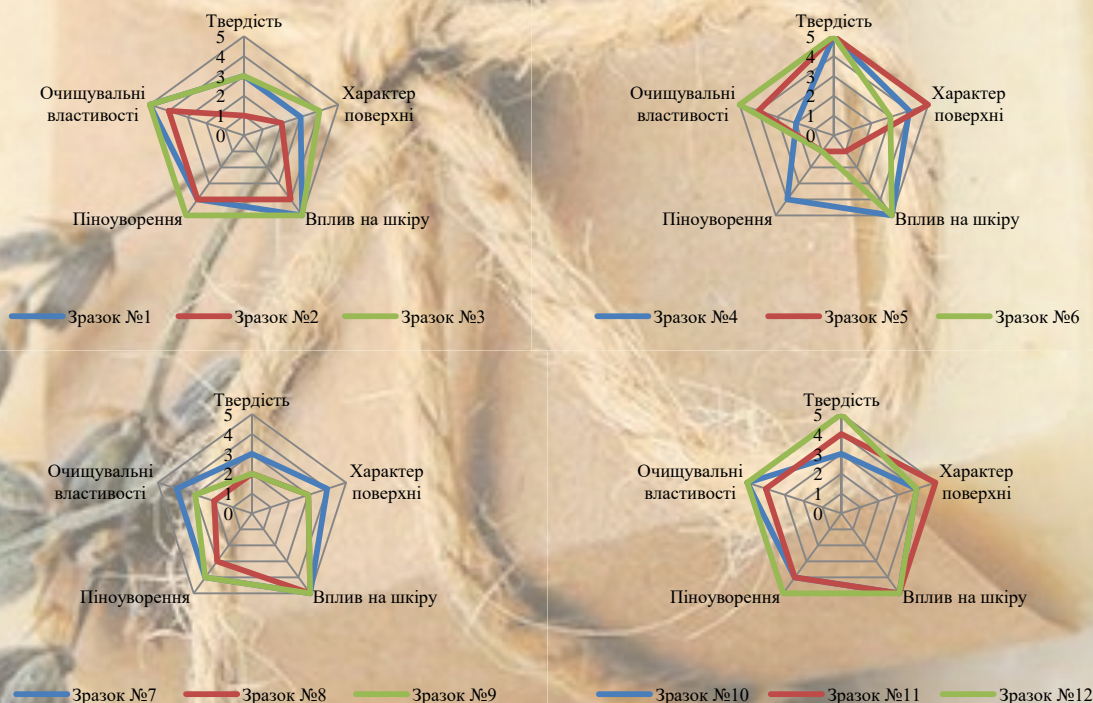 Твердість
5
4
3
2
1
0
Характер
поверхні
Вплив на шкіру
Піноуворення
Очищувальні
властивості
Зразок №1 Зразок №2 Зразок №3
Твердість
5
4
3
2
1
0
Характер
поверхні
Вплив на шкіру
Піноуворення
Очищувальні
властивості
Зразок №4 Зразок №5 Зразок №6
Твердість
5
4
3
2
1
0
Характер
поверхні
Вплив на шкіру
Піноуворення
Очищувальні
властивості
Зразок №7 Зразок №8 Зразок №9
Твердість
5
4
3
2
1
0
Характер
поверхні
Вплив на шкіру
Піноуворення
Очищувальні
властивості
Зразок №10 Зразок №11 Зразок №12